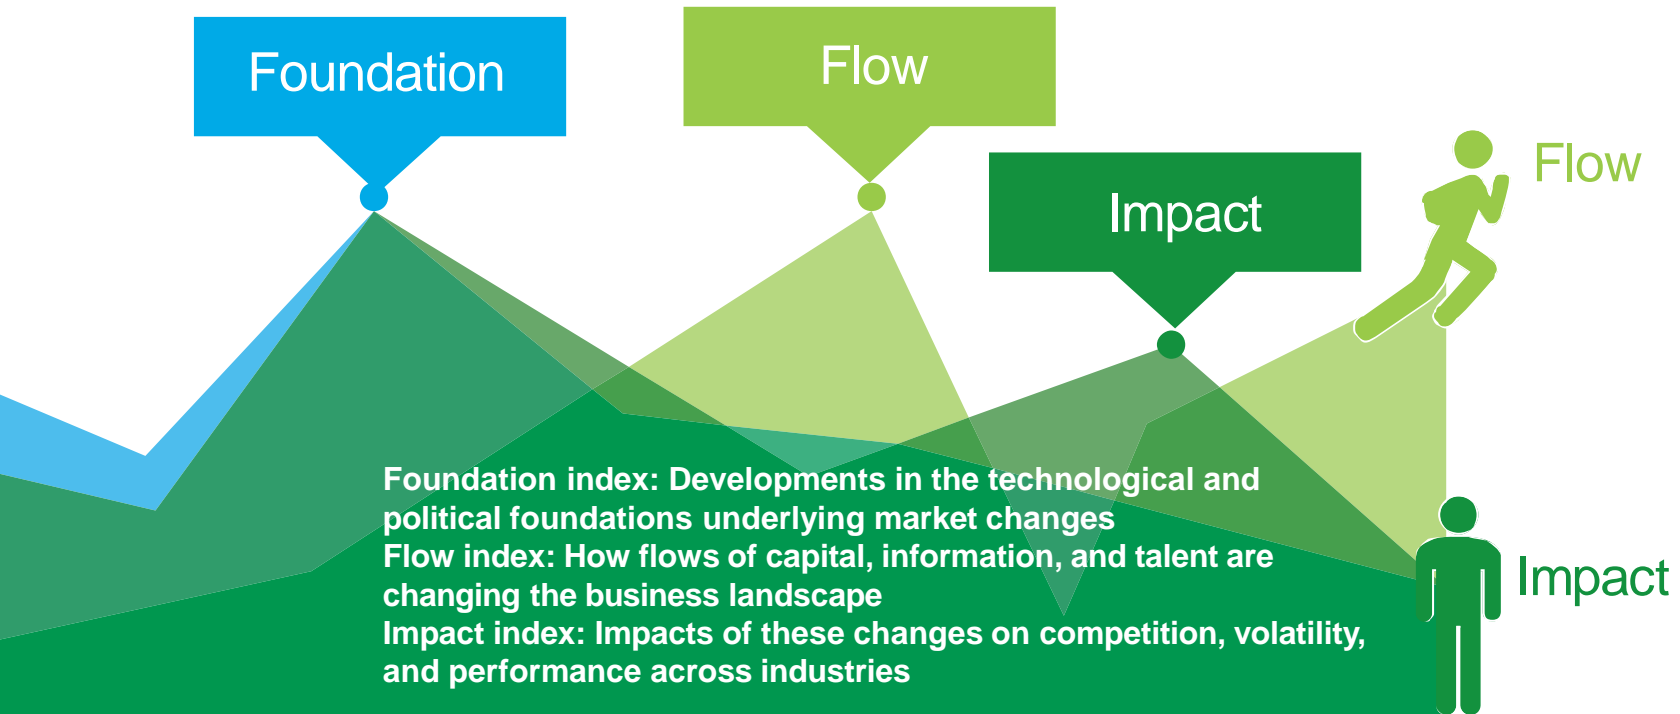 Foundation
Flow
Impact
Flow
Foundation index: Developments in the technological and
political foundations underlying market changes
Flow index: How flows of capital, information, and talent are
changing the business landscape
Impact index: Impacts of these changes on competition, volatility,
and performance across industries
Impact